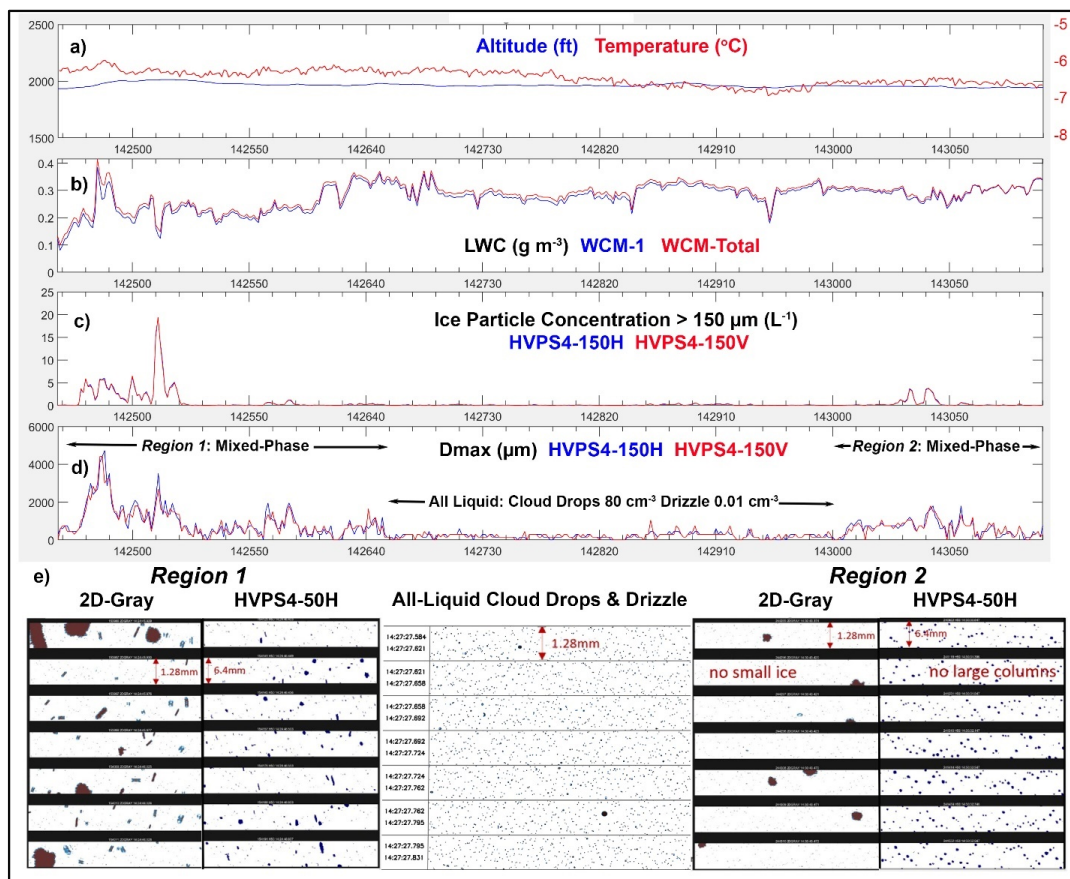 a)
Altitude (ft) Temperature (°C)
2500
2000
1500
-5
-6
-7
-8
142500 142550 142640 142730 142820 142910 143000 143050
b)
0.4
0.3
0.2
0.1
0
LWC (g m⁻³) WCM-1 WCM-Total
142500 142550 142640 142730 142820 142910 143000 143050
c)
25
20
15
10
5
0
Ice Particle Concentration > 150 µm (L⁻¹)
HVPS4-150H HVPS4-150V
142500 142550 142640 142730 142820 142910 143000 143050
d)
6000
4000
2000
0
Region 1: Mixed-Phase
Dmax (µm) HVPS4-150H HVPS4-150V
Region 2: Mixed-Phase
All Liquid: Cloud Drops 80 cm⁻³ Drizzle 0.01 cm⁻³
142500 142550 142640 142730 142820 142910 143000 143050
e)
Region 1
2D-Gray HVPS4-50H
1.28mm
6.4mm
All-Liquid Cloud Drops & Drizzle
1.28mm
14:27:27.584
14:27:27.621
14:27:27.621
14:27:27.658
14:27:27.658
14:27:27.692
14:27:27.692
14:27:27.724
14:27:27.724
14:27:27.762
14:27:27.762
14:27:27.795
14:27:27.795
14:27:27.831
Region 2
2D-Gray HVPS4-50H
1.28mm
6.4mm
no small ice
no large columns